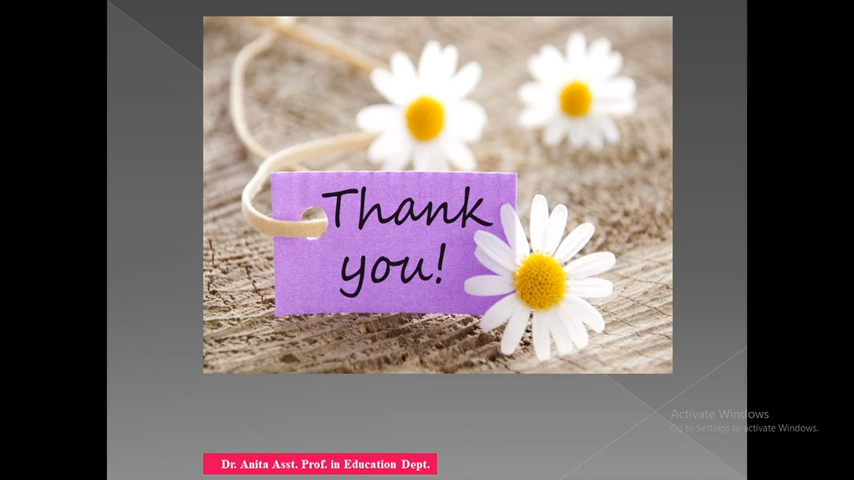 Thank
you!
Activate Windows
Go to Settings to activate Windows.
Dr. Anita Asst. Prof. in Education Dept.